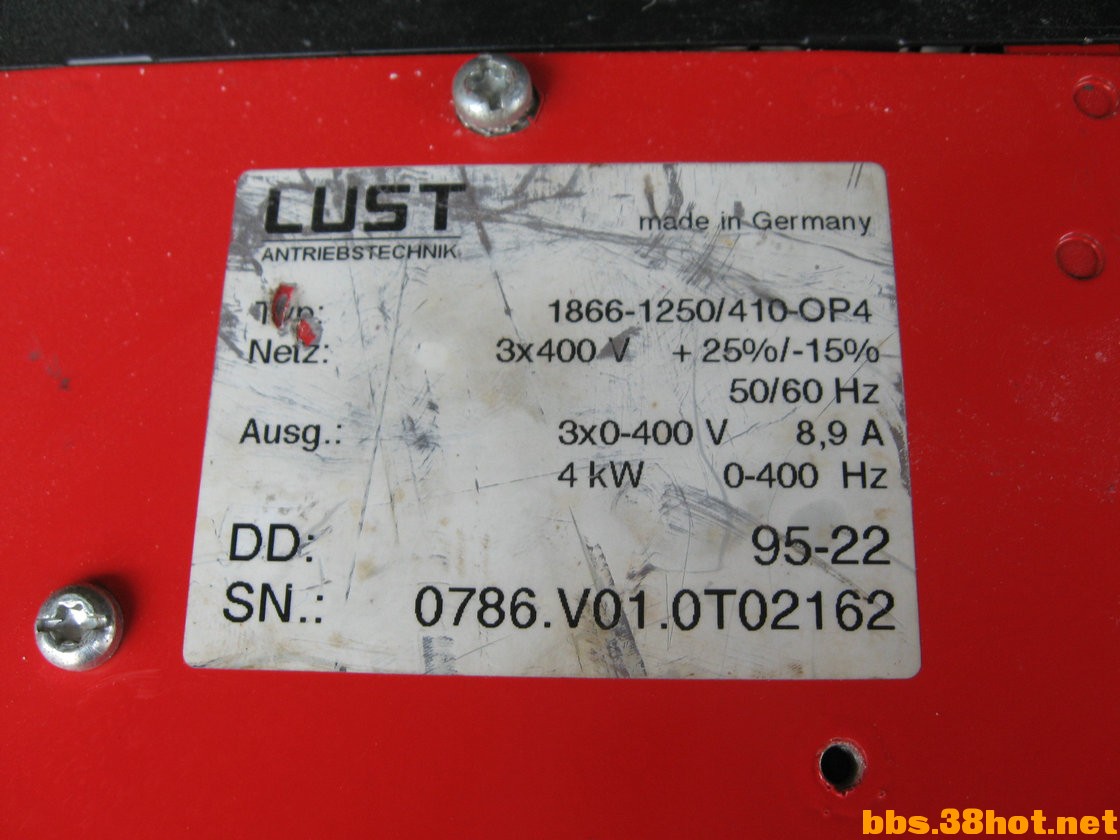 LUST
ANTRIEBSTECHNIK
made in Germany
Typ: 1866-1250/410-OP4
Netz: 3x400 V + 25%/-15%
50/60 Hz
Ausg.: 3x0-400 V 8,9 A
4 kW 0-400 Hz
DD: 95-22
SN.: 0786.V01.0T02162
bbs.38hot.net